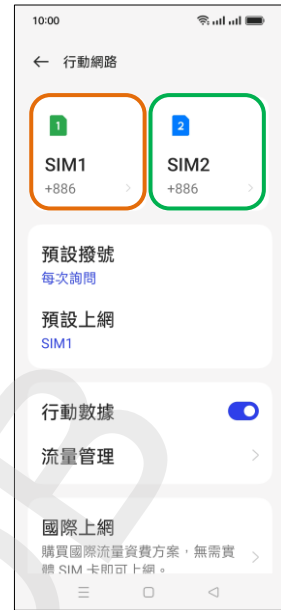 10:00
← 行動網路
1
2
SIM1
SIM2
+886
+886
預設撥號
每次詢問
預設上網
SIM1
行動數據
流量管理
國際上網
購買國際流量資費方案，無需實
體 SIM 卡即可上網。